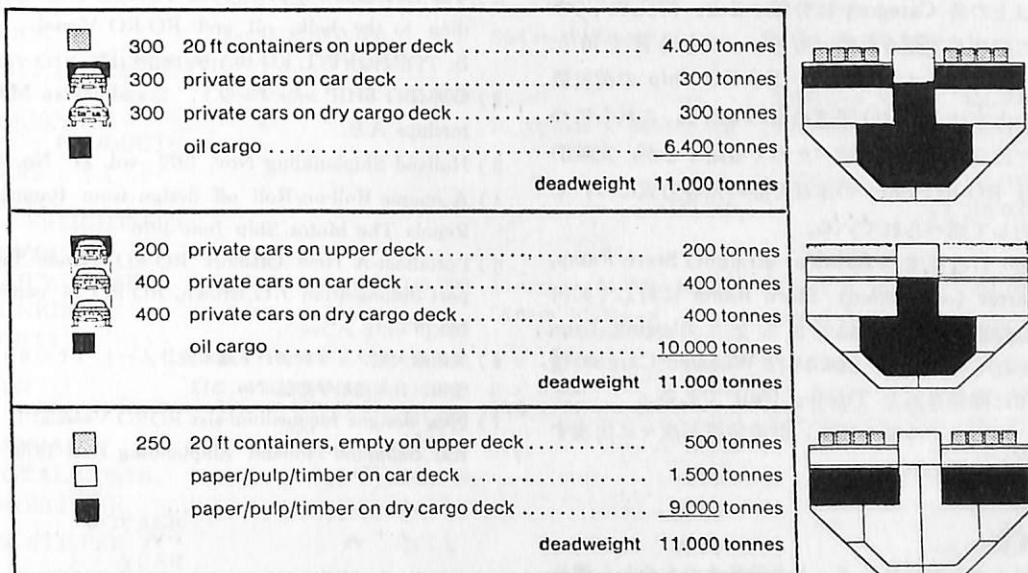 300 20 ft containers on upper deck . . . . . . . . . . . . . . . . . . . . 4.000 tonnes
300 private cars on car deck . . . . . . . . . . . . . . . . . . . . . . . . . 300 tonnes
300 private cars on dry cargo deck . . . . . . . . . . . . . . . . . . . . 300 tonnes
oil cargo . . . . . . . . . . . . . . . . . . . . . . . . . . . . . . . . . . . . . 6.400 tonnes
deadweight 11.000 tonnes
200 private cars on upper deck . . . . . . . . . . . . . . . . . . . . . . . 200 tonnes
400 private cars on car deck . . . . . . . . . . . . . . . . . . . . . . . . . 400 tonnes
400 private cars on dry cargo deck . . . . . . . . . . . . . . . . . . . . 400 tonnes
oil cargo . . . . . . . . . . . . . . . . . . . . . . . . . . . . . . . . . . . . . 10.000 tonnes
deadweight 11.000 tonnes
250 20 ft containers, empty on upper deck . . . . . . . . . . . . . 500 tonnes
paper/pulp/timber on car deck . . . . . . . . . . . . . . . . . . . . . 1.500 tonnes
paper/pulp/timber on dry cargo deck . . . . . . . . . . . . . . . . 9.000 tonnes
deadweight 11.000 tonnes